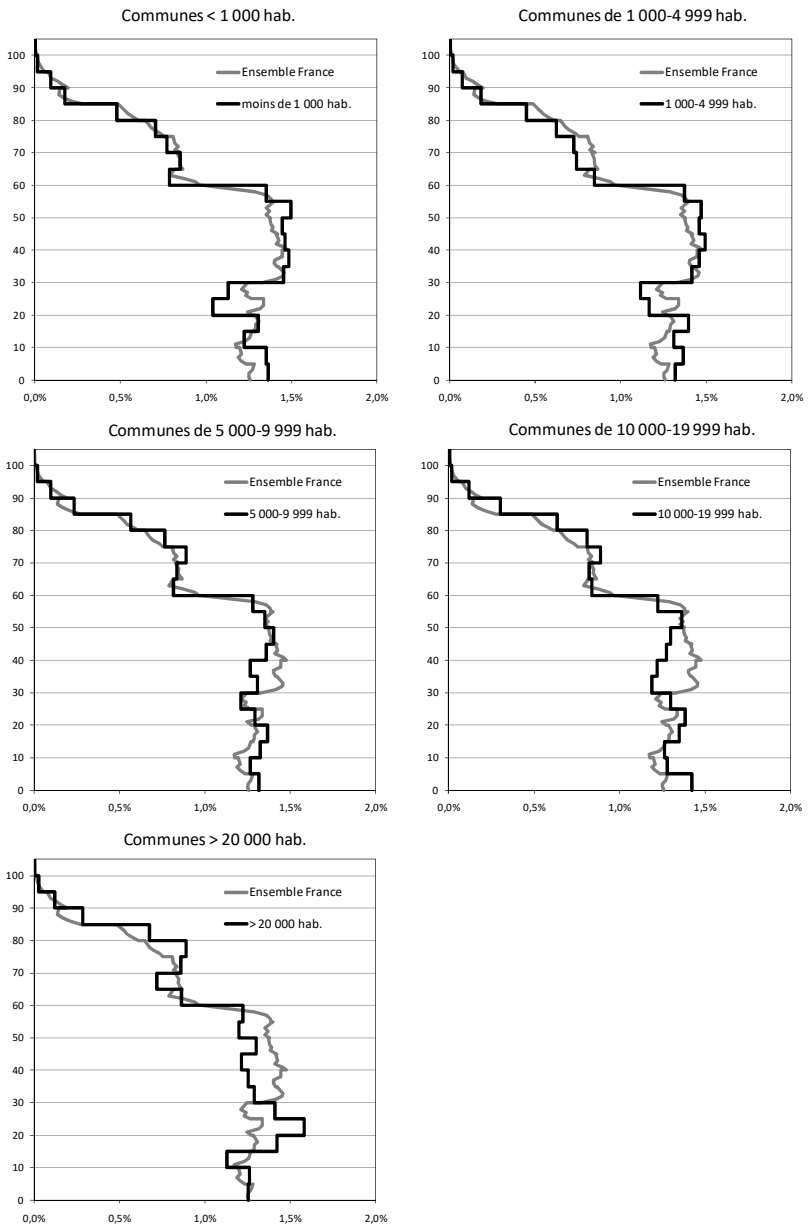 Communes < 1 000 hab.
100
90
80
70
60
50
40
30
20
10
0
Ensemble France
moins de 1 000 hab.
0,0% 0,5% 1,0% 1,5% 2,0%
Communes de 1 000-4 999 hab.
100
90
80
70
60
50
40
30
20
10
0
Ensemble France
1 000-4 999 hab.
0,0% 0,5% 1,0% 1,5% 2,0%
Communes de 5 000-9 999 hab.
100
90
80
70
60
50
40
30
20
10
0
Ensemble France
5 000-9 999 hab.
0,0% 0,5% 1,0% 1,5% 2,0%
Communes de 10 000-19 999 hab.
100
90
80
70
60
50
40
30
20
10
0
Ensemble France
10 000-19 999 hab.
0,0% 0,5% 1,0% 1,5% 2,0%
Communes > 20 000 hab.
100
90
80
70
60
50
40
30
20
10
0
Ensemble France
> 20 000 hab.
0,0% 0,5% 1,0% 1,5% 2,0%